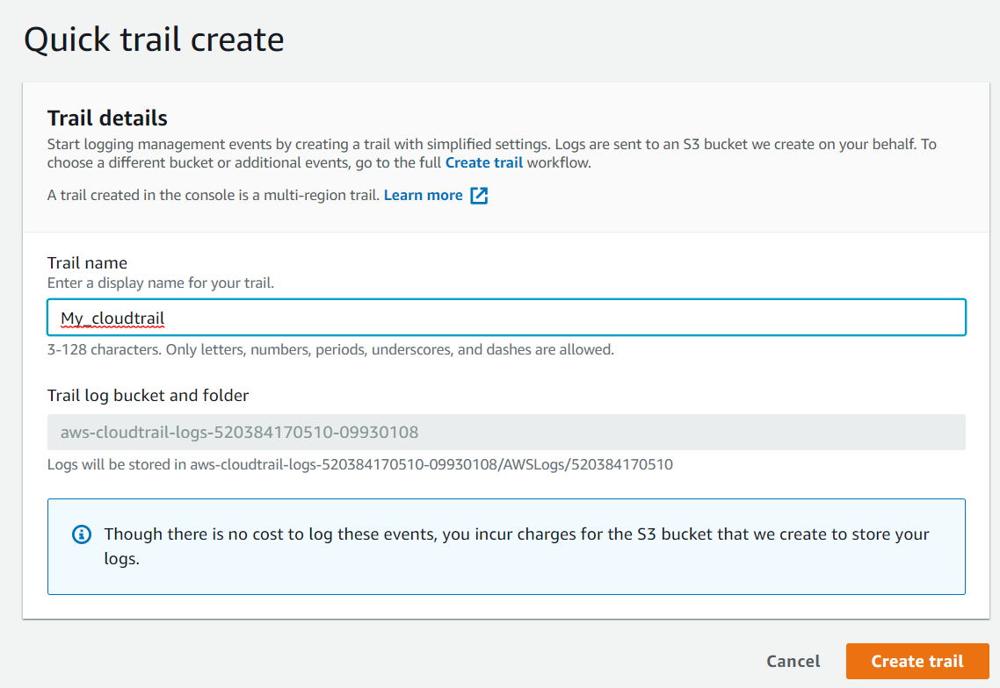 Quick trail create
Trail details
Start logging management events by creating a trail with simplified settings. Logs are sent to an S3 bucket we create on your behalf. To
choose a different bucket or additional events, go to the full Create trail workflow.
A trail created in the console is a multi-region trail. Learn more
Trail name
Enter a display name for your trail.
My_cloudtrail
3-128 characters. Only letters, numbers, periods, underscores, and dashes are allowed.
Trail log bucket and folder
aws-cloudtrail-logs-520384170510-09930108
Logs will be stored in aws-cloudtrail-logs-520384170510-09930108/AWSLogs/520384170510
Though there is no cost to log these events, you incur charges for the S3 bucket that we create to store your
logs.
Cancel Create trail